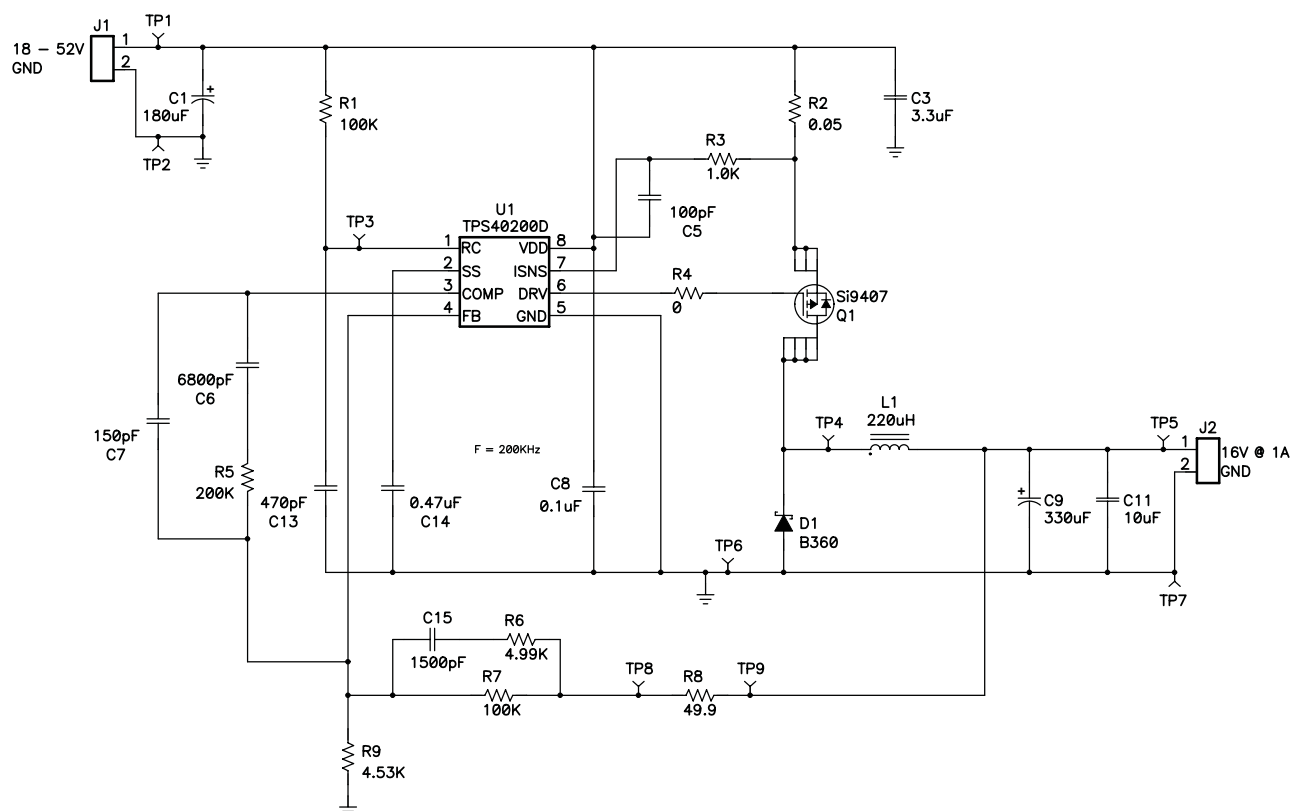 TP1
J1
18 – 52V
1
GND
2
C1
+
180uF
TP2
R1
100K
R2
0.05
C3
3.3uF
R3
1.0K
100pF
C5
U1
TPS40200D
TP3
1
RC
VDD
8
2
SS
ISNS
7
3
COMP
DRV
6
4
FB
GND
5
R4
0
Si9407
Q1
6800pF
C6
150pF
C7
R5
200K
470pF
C13
0.47uF
C14
F = 200KHz
C8
0.1uF
TP4
L1
220uH
TP5
J2
1
16V @ 1A
2
GND
D1
B360
+
C9
330uF
C11
10uF
TP6
TP7
C15
1500pF
R6
4.99K
R7
100K
TP8
R8
49.9
TP9
R9
4.53K